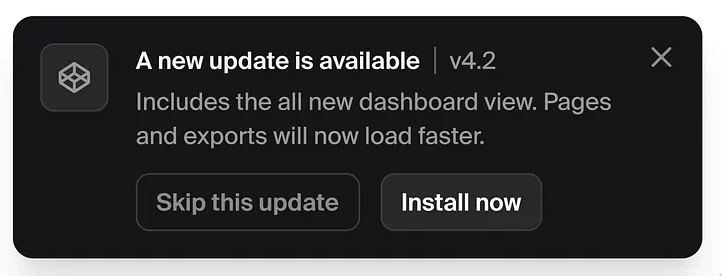 A new update is available | v4.2
Includes the all new dashboard view. Pages
and exports will now load faster.
Skip this update
Install now